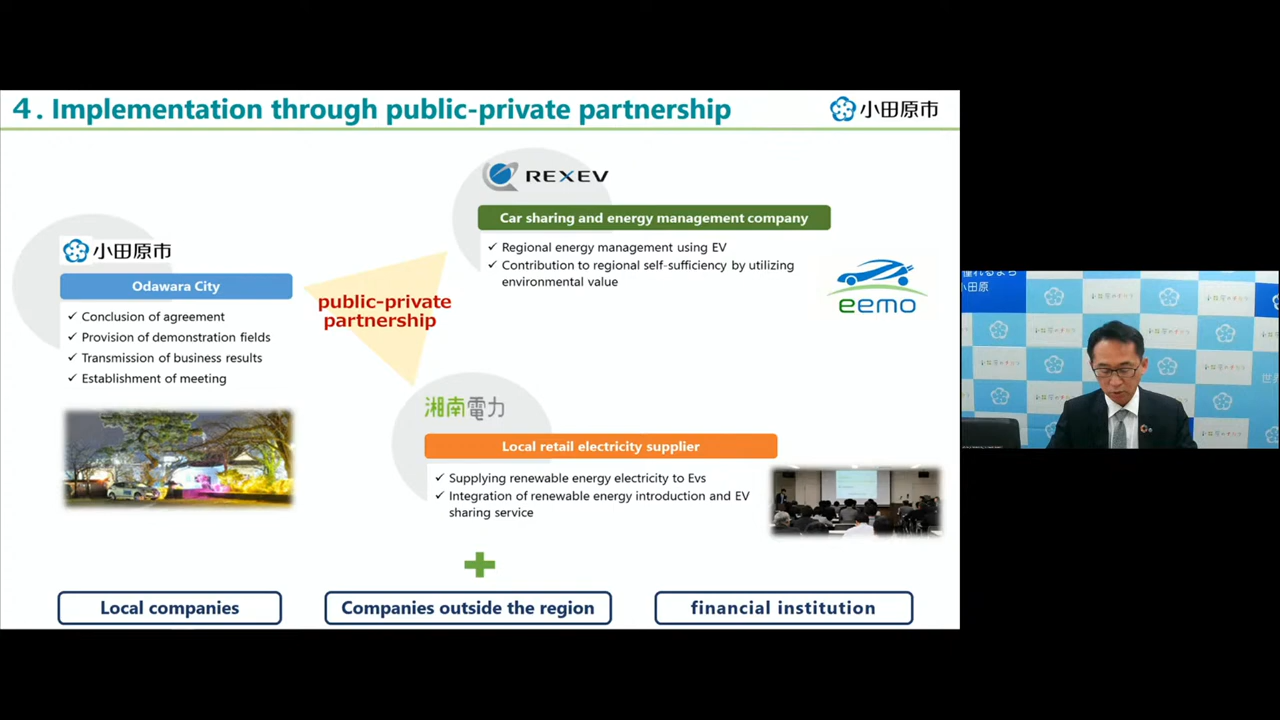 4. Implementation through public-private partnership
小田原市
REXEV
Car sharing and energy management company
✓ Regional energy management using EV
✓ Contribution to regional self-sufficiency by utilizing
environmental value
eemo
小田原市
Odawara City
✓ Conclusion of agreement
✓ Provision of demonstration fields
✓ Transmission of business results
✓ Establishment of meeting
public-private
partnership
湘南電力
Local retail electricity supplier
✓ Supplying renewable energy electricity to Evs
✓ Integration of renewable energy introduction and EV
sharing service
Local companies
Companies outside the region
financial institution
小田原